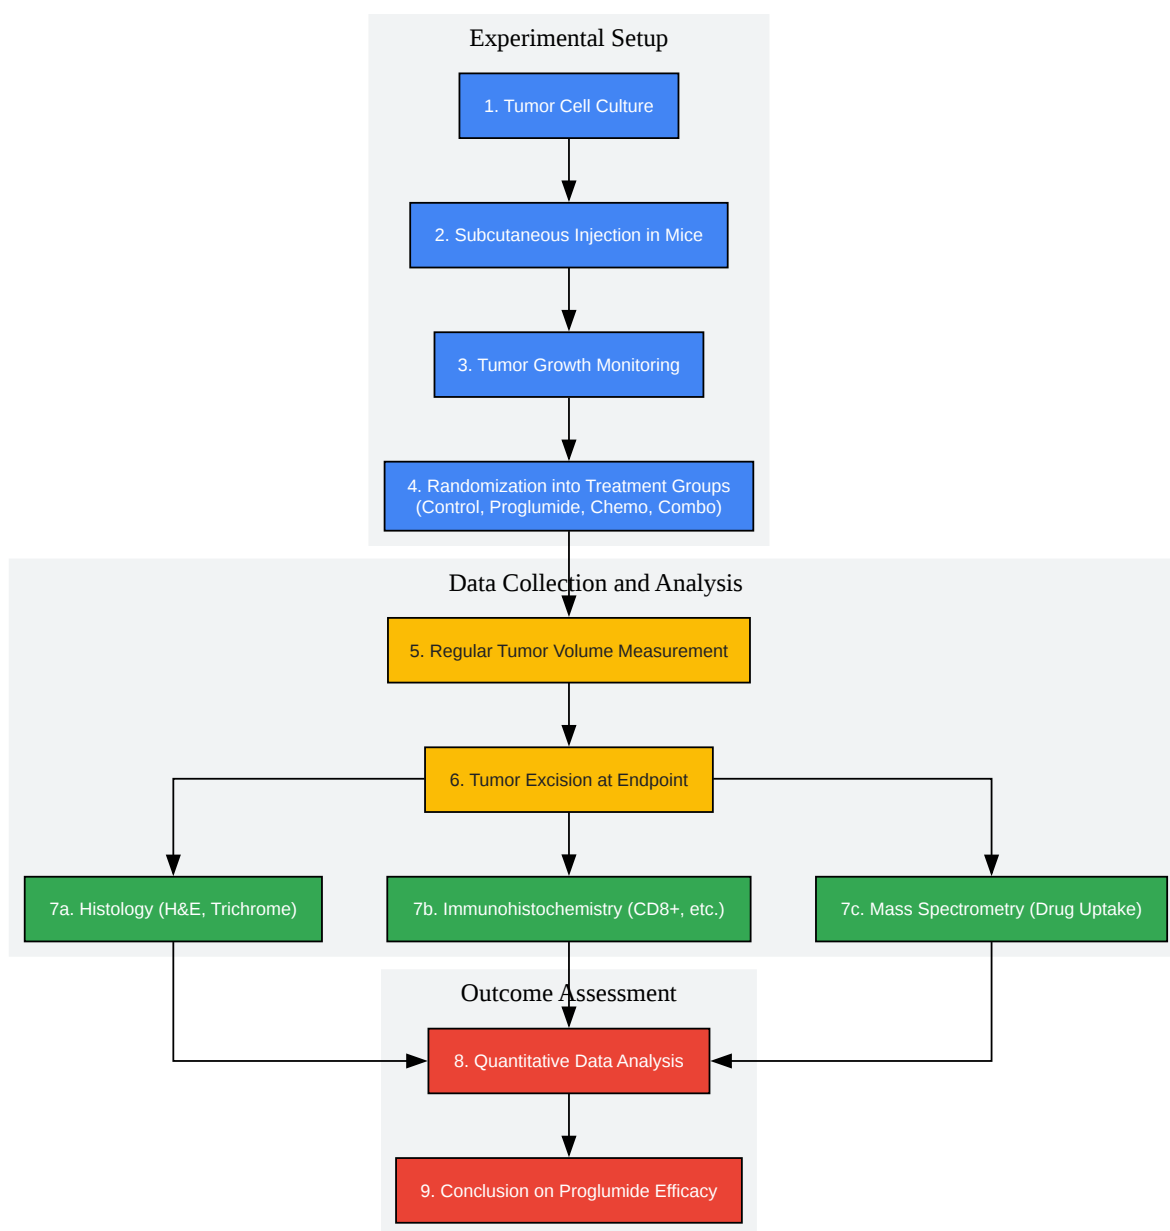 Experimental Setup
1. Tumor Cell Culture
2. Subcutaneous Injection in Mice
3. Tumor Growth Monitoring
4. Randomization into Treatment Groups
(Control, Proglumide, Chemo, Combo)
Data Collection and Analysis
5. Regular Tumor Volume Measurement
6. Tumor Excision at Endpoint
7a. Histology (H&E, Trichrome)
7b. Immunohistochemistry (CD8+, etc.)
7c. Mass Spectrometry (Drug Uptake)
Outcome Assessment
8. Quantitative Data Analysis
9. Conclusion on Proglumide Efficacy